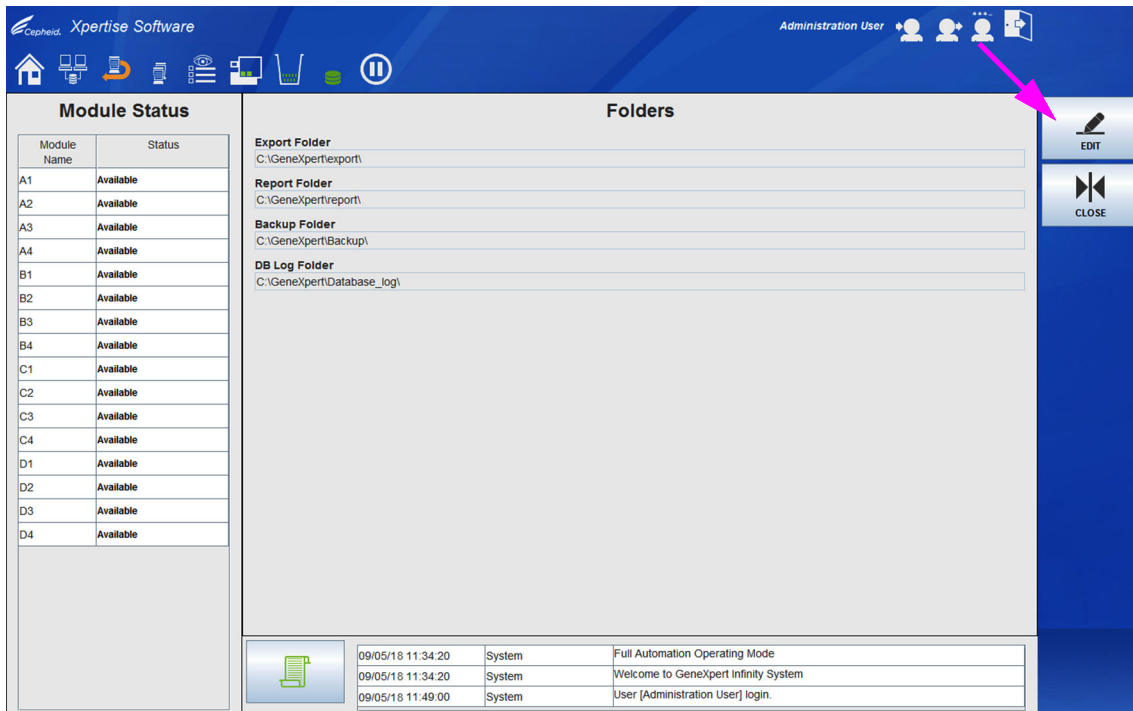 Cepheid. Xpertise Software
Administration User
Module Status
Module Name
Status
A1 Available
A2 Available
A3 Available
A4 Available
B1 Available
B2 Available
B3 Available
B4 Available
C1 Available
C2 Available
C3 Available
C4 Available
D1 Available
D2 Available
D3 Available
D4 Available
Folders
Export Folder
C:\GeneXpert\export\
Report Folder
C:\GeneXpert\report\
Backup Folder
C:\GeneXpert\Backup\
DB Log Folder
C:\GeneXpert\Database_log\
EDIT
CLOSE
09/05/18 11:34:20 System Full Automation Operating Mode
09/05/18 11:34:20 System Welcome to GeneXpert Infinity System
09/05/18 11:49:00 System User [Administration User] login.